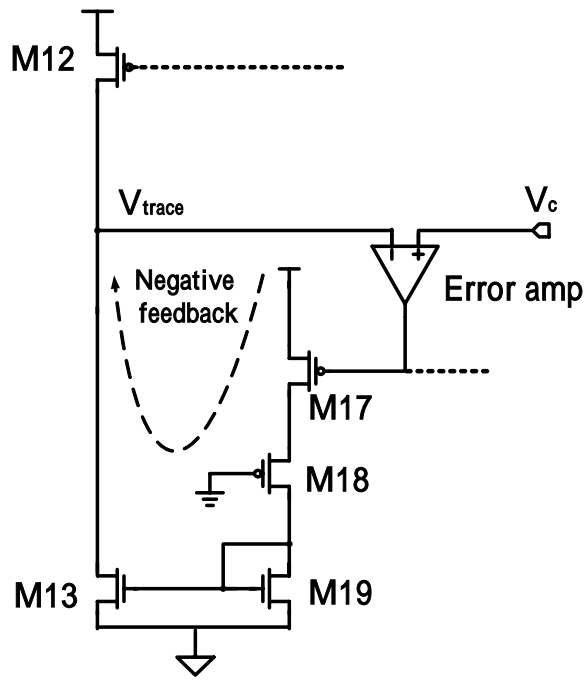 M12
Vtrace
Vc
Negative
feedback
- +
Error amp
M17
M18
M13
M19